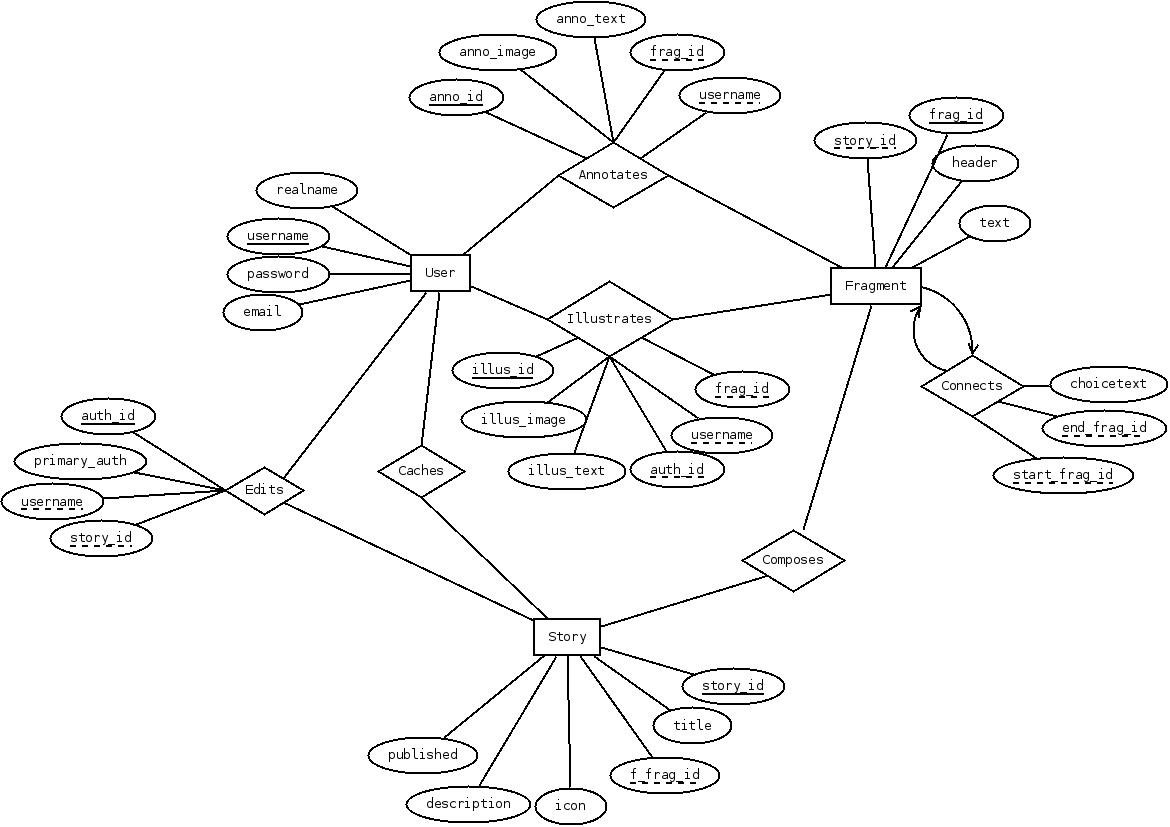 anno_text
anno_image
frag_id
anno_id
username
frag_id
story_id
header
Annotates
realname
text
username
User
password
Fragment
email
Illustrates
illus_id
choicetext
Connects
frag_id
auth_id
illus_image
end_frag_id
username
primary_auth
Caches
illus_text
auth_id
start_frag_id
Edits
username
story_id
Composes
Story
story_id
title
published
f_frag_id
description
icon